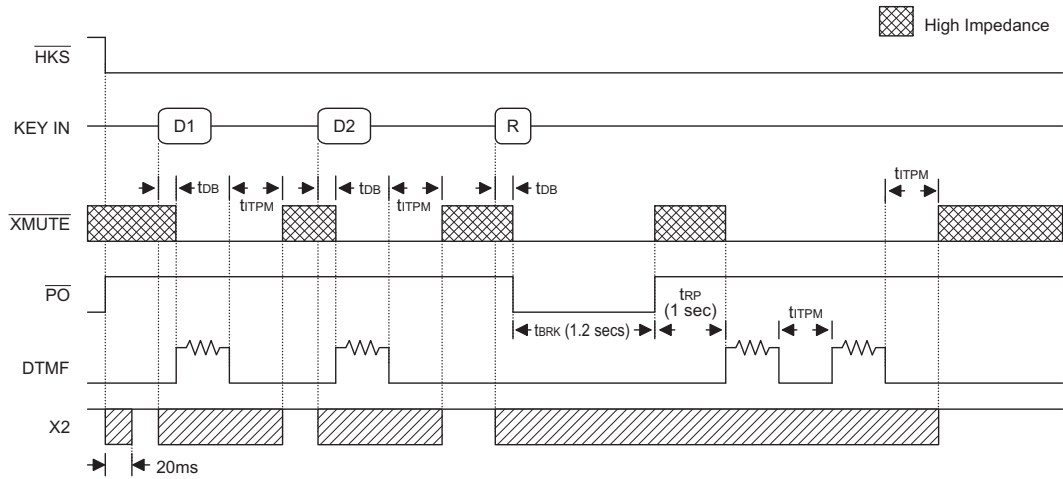 High Impedance
HKS
KEY IN
D1
D2
R
tDB
tITPM
tDB
tITPM
tDB
tITPM
XMUTE
PO
tBRK (1.2 secs)
tRP
(1 sec)
tITPM
DTMF
X2
20ms